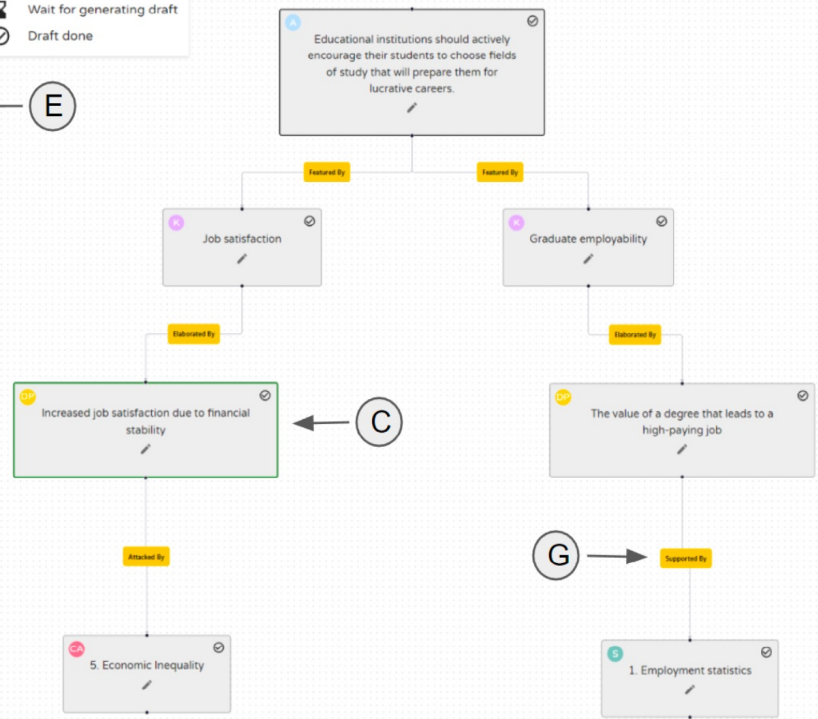 Wait for generating draft
Draft done
E
A
Educational institutions should actively
encourage their students to choose fields
of study that will prepare them for
lucrative careers.
Featured By
Featured By
K
Job satisfaction
K
Graduate employability
Elaborated By
Elaborated By
DP
Increased job satisfaction due to financial
stability
C
DP
The value of a degree that leads to a
high-paying job
Attacked By
G
Supported By
CA
5. Economic Inequality
S
1. Employment statistics